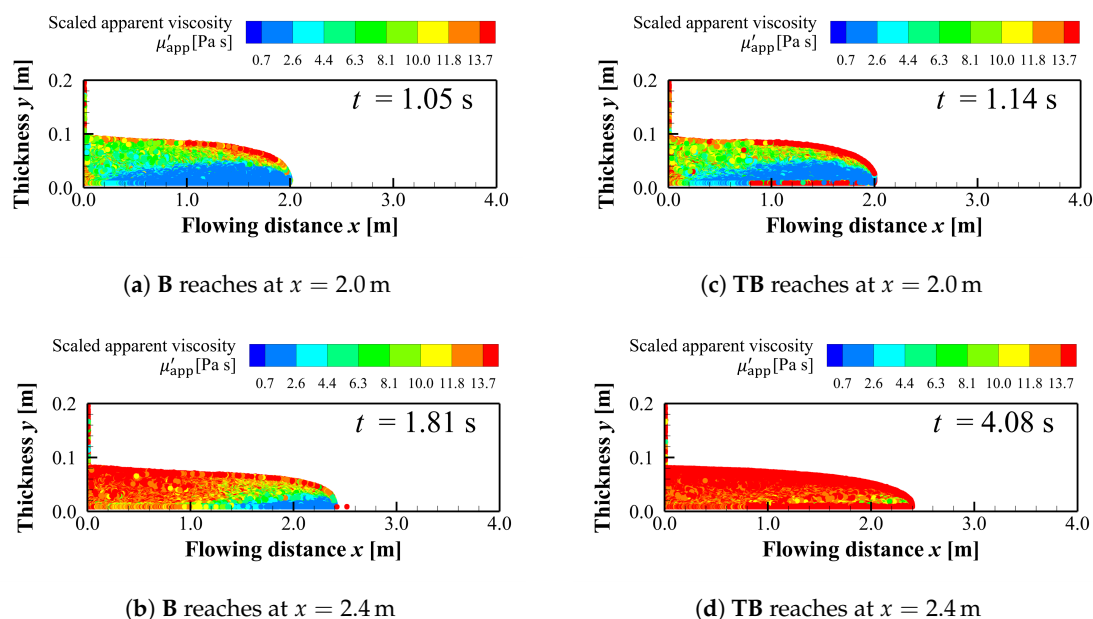 Scaled apparent viscosity
μ′app [Pa s]
0.7 2.6 4.4 6.3 8.1 10.0 11.8 13.7
t = 1.05 s
Thickness y [m]
0.2
0.1
0.0
0.0 1.0 2.0 3.0 4.0
Flowing distance x [m]
(a) B reaches at x = 2.0 m
Scaled apparent viscosity
μ′app [Pa s]
0.7 2.6 4.4 6.3 8.1 10.0 11.8 13.7
t = 1.14 s
Thickness y [m]
0.2
0.1
0.0
0.0 1.0 2.0 3.0 4.0
Flowing distance x [m]
(c) TB reaches at x = 2.0 m
Scaled apparent viscosity
μ′app [Pa s]
0.7 2.6 4.4 6.3 8.1 10.0 11.8 13.7
t = 1.81 s
Thickness y [m]
0.2
0.1
0.0
0.0 1.0 2.0 3.0 4.0
Flowing distance x [m]
(b) B reaches at x = 2.4 m
Scaled apparent viscosity
μ′app [Pa s]
0.7 2.6 4.4 6.3 8.1 10.0 11.8 13.7
t = 4.08 s
Thickness y [m]
0.2
0.1
0.0
0.0 1.0 2.0 3.0 4.0
Flowing distance x [m]
(d) TB reaches at x = 2.4 m